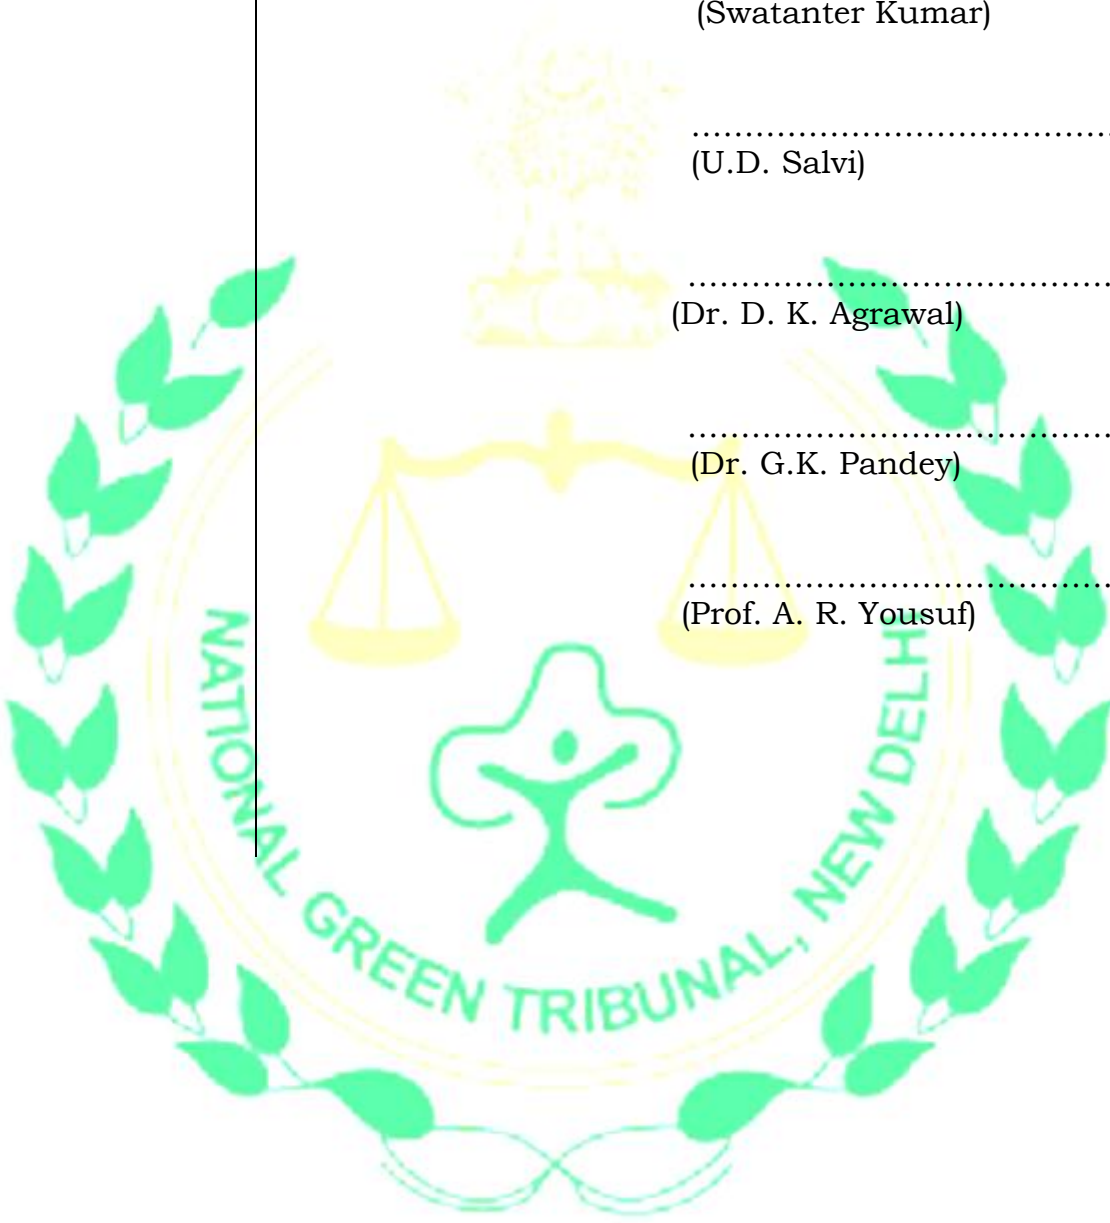 (Swatanter Kumar)
..........................................
(U.D. Salvi)
..........................................
(Dr. D. K. Agrawal)
..........................................
(Dr. G.K. Pandey)
..........................................
(Prof. A. R. Yousuf)
NATIONAL GREEN TRIBUNAL, NEW DELHI